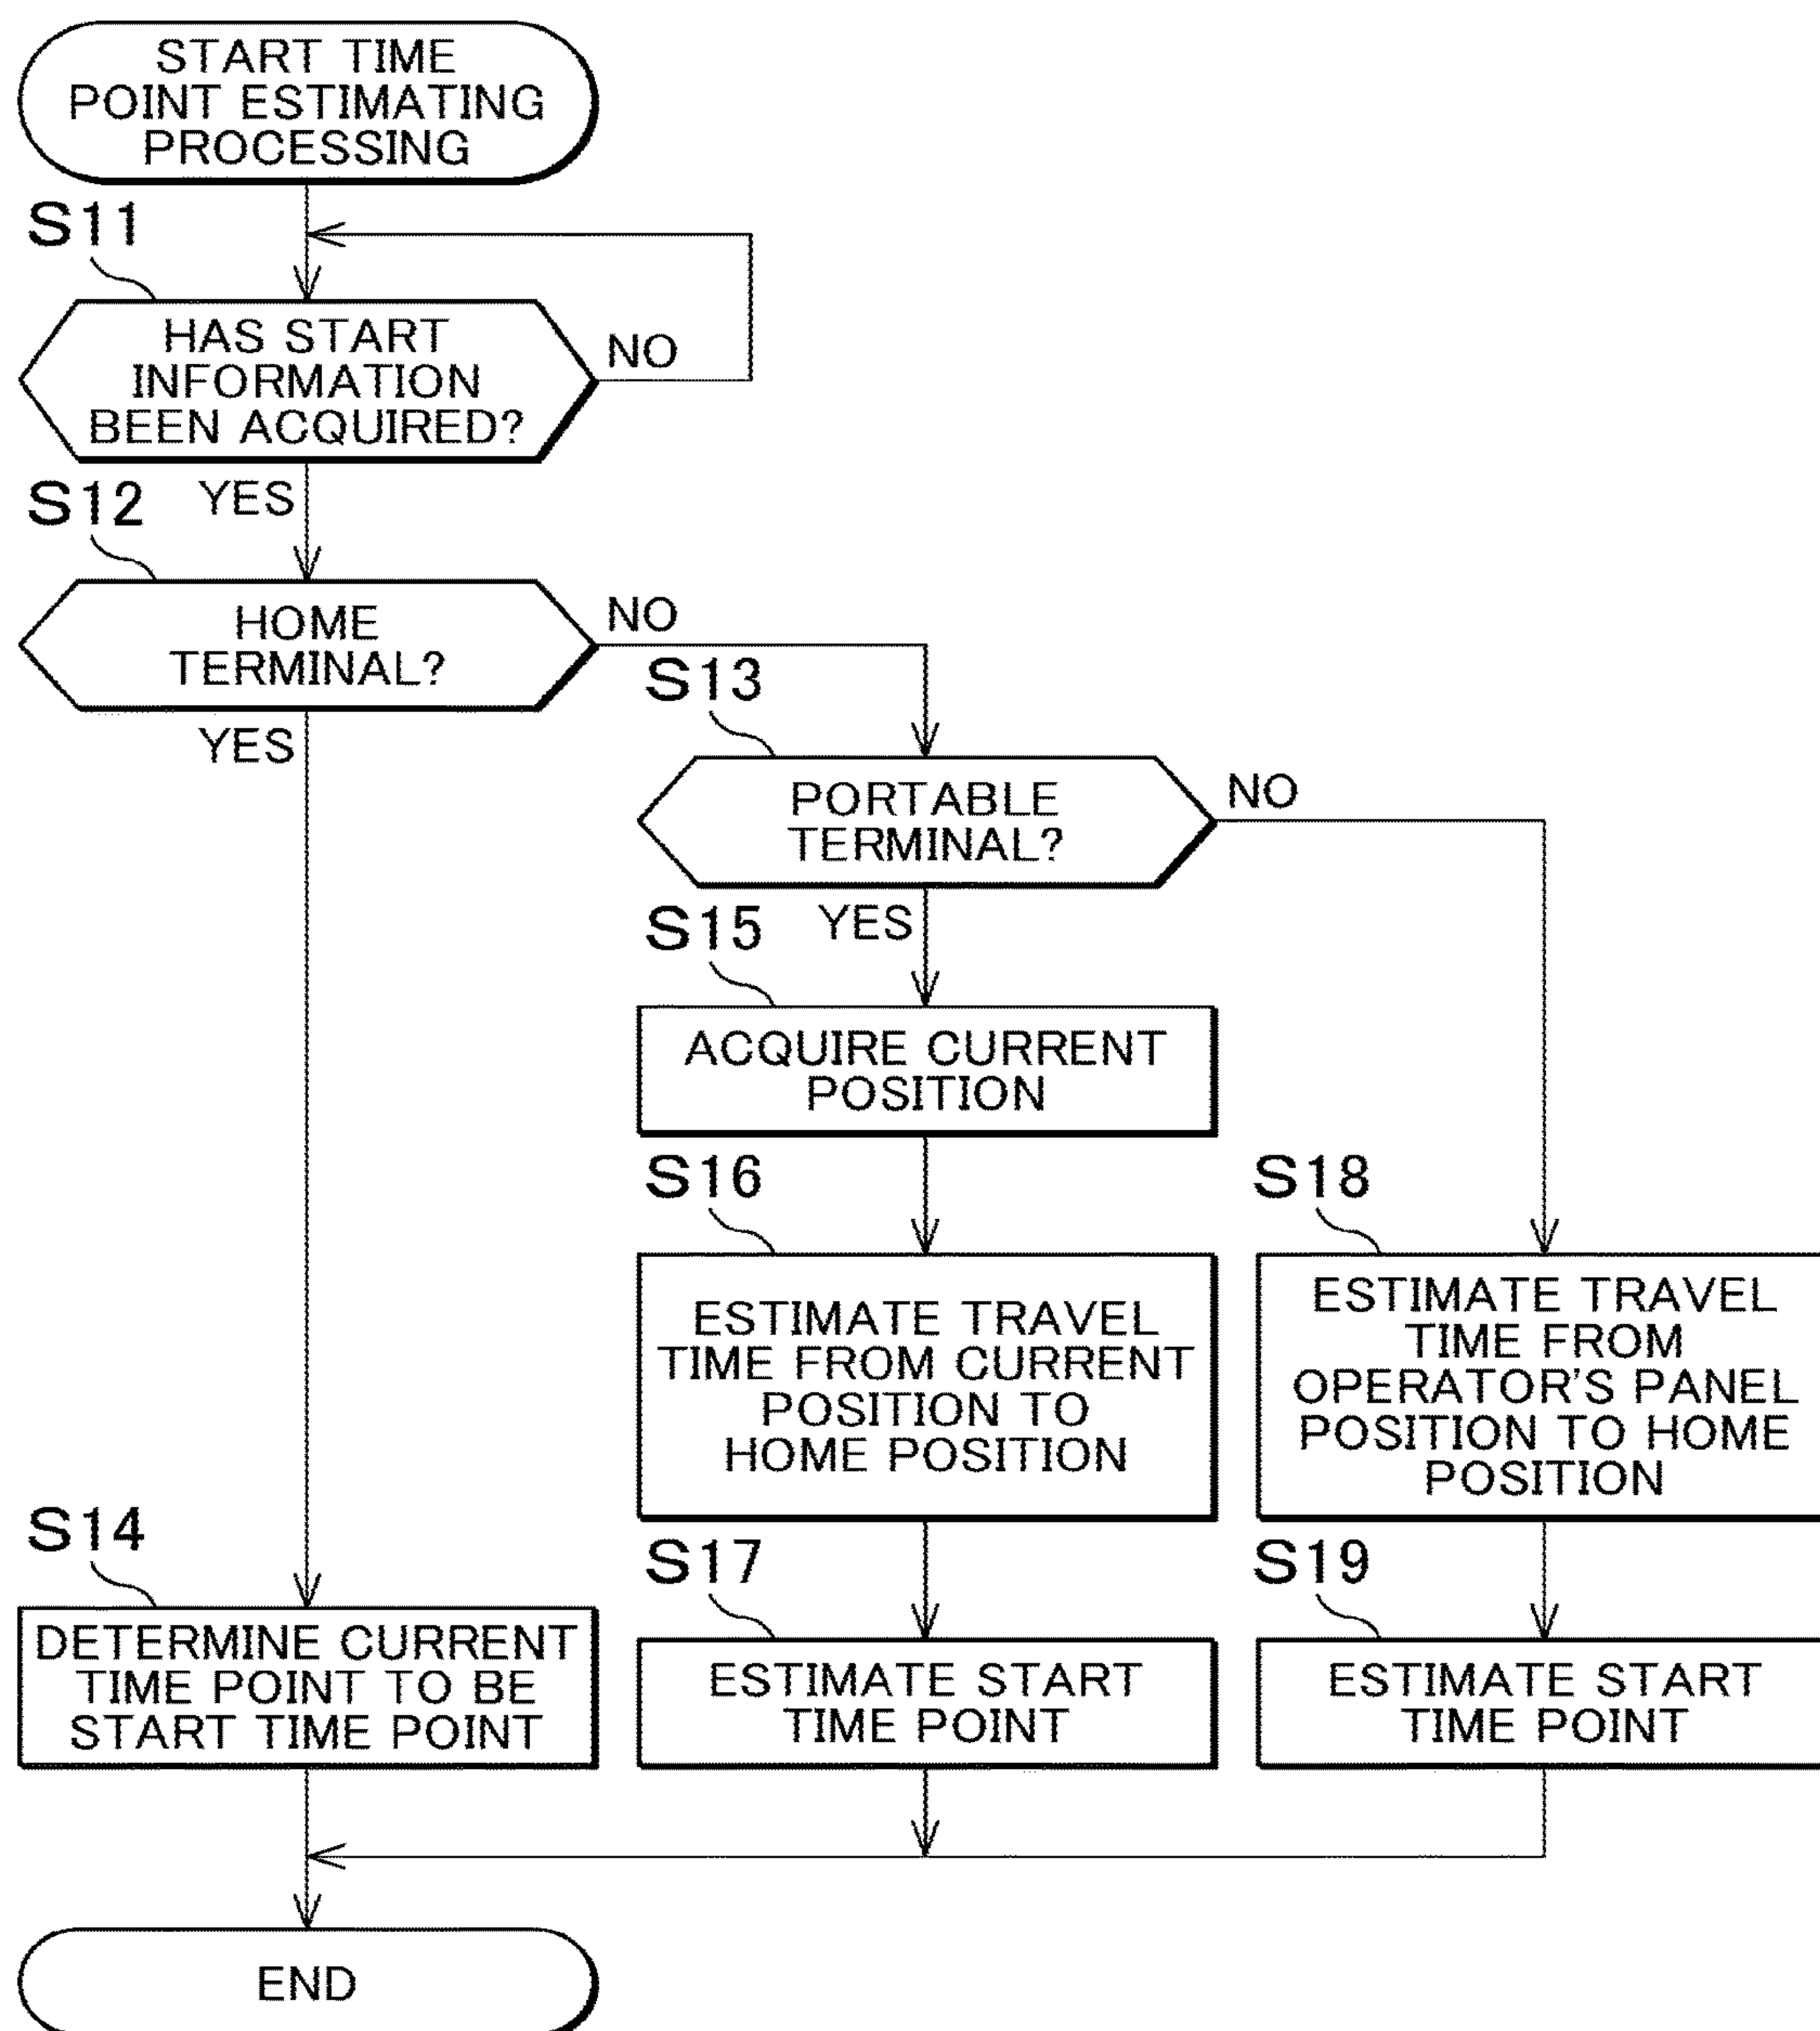 START TIME
POINT ESTIMATING
PROCESSING
S11
HAS START
INFORMATION
BEEN ACQUIRED?
NO
S12
YES
HOME
TERMINAL?
NO
YES
S13
PORTABLE
TERMINAL?
NO
S15
YES
ACQUIRE CURRENT
POSITION
S16
ESTIMATE TRAVEL
TIME FROM CURRENT
POSITION TO
HOME POSITION
S18
ESTIMATE TRAVEL
TIME FROM
OPERATOR'S PANEL
POSITION TO HOME
POSITION
S14
DETERMINE CURRENT
TIME POINT TO BE
START TIME POINT
S17
ESTIMATE START
TIME POINT
S19
ESTIMATE START
TIME POINT
END